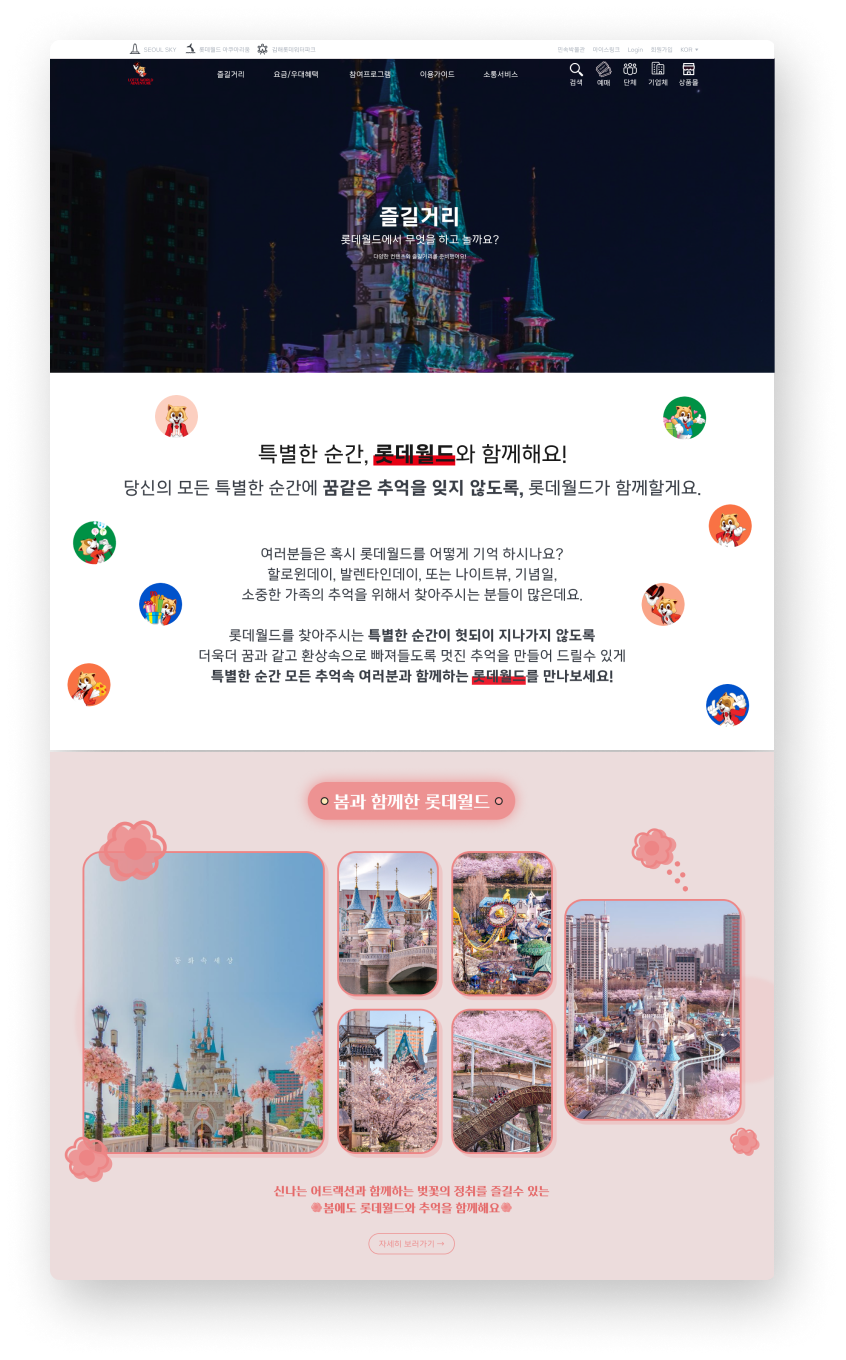 SEOUL SKY 롯데월드 아쿠아리움 김해롯데워터파크 민속박물관 아이스링크 Login 회원가입 KOR ▾
즐길거리 요금/우대혜택 참여프로그램 이용가이드 소통서비스 검색 예매 단체 기업체 상품몰
즐길거리
롯데월드에서 무엇을 하고 놀까요?
다양한 컨텐츠와 즐길거리를 준비했어요!
특별한 순간, 롯데월드와 함께해요!
당신의 모든 특별한 순간에 꿈같은 추억을 잊지 않도록, 롯데월드가 함께할게요.
여러분들은 혹시 롯데월드를 어떻게 기억 하시나요?
할로윈데이, 발렌타인데이, 또는 나이트뷰, 기념일,
소중한 가족의 추억을 위해서 찾아주시는 분들이 많은데요.
롯데월드를 찾아주시는 특별한 순간이 헛되이 지나가지 않도록
더욱더 꿈과 같고 환상속으로 빠져들도록 멋진 추억을 만들어 드릴수 있게
특별한 순간 모든 추억속 여러분과 함께하는 롯데월드를 만나보세요!
봄과 함께한 롯데월드
동화속세상
신나는 어트랙션과 함께하는 벚꽃의 정취를 즐길수 있는
🌸봄에도 롯데월드와 추억을 함께해요🌸
자세히 보러가기 →